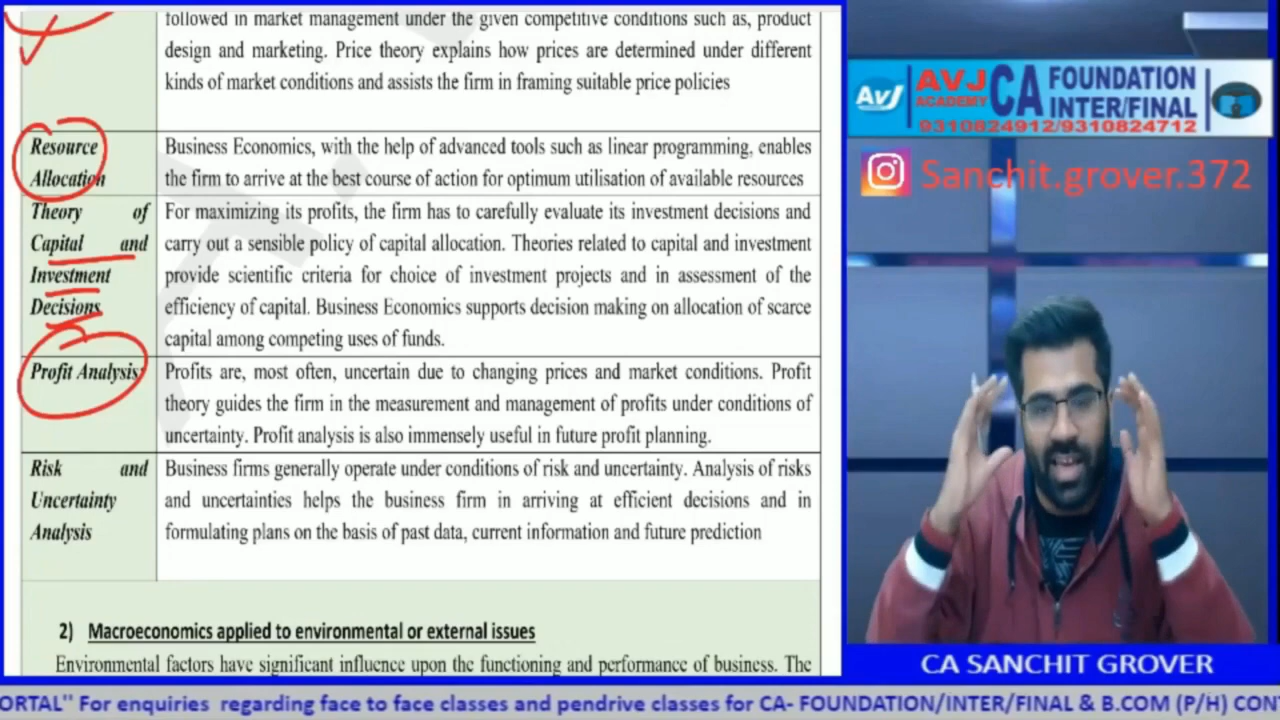 followed in market management under the given competitive conditions such as, product
design and marketing. Price theory explains how prices are determined under different
kinds of market conditions and assists the firm in framing suitable price policies
Resource
Allocation
Business Economics, with the help of advanced tools such as linear programming, enables
the firm to arrive at the best course of action for optimum utilisation of available resources
Theory of
Capital and
Investment
Decisions
For maximizing its profits, the firm has to carefully evaluate its investment decisions and
carry out a sensible policy of capital allocation. Theories related to capital and investment
provide scientific criteria for choice of investment projects and in assessment of the
efficiency of capital. Business Economics supports decision making on allocation of scarce
capital among competing uses of funds.
Profit Analysis:
Profits are, most often, uncertain due to changing prices and market conditions. Profit
theory guides the firm in the measurement and management of profits under conditions of
uncertainty. Profit analysis is also immensely useful in future profit planning.
Risk and
Uncertainty
Analysis
Business firms generally operate under conditions of risk and uncertainty. Analysis of risks
and uncertainties helps the business firm in arriving at efficient decisions and in
formulating plans on the basis of past data, current information and future prediction
2) Macroeconomics applied to environmental or external issues
Environmental factors have significant influence upon the functioning and performance of business. The
AVJ
AVJ
ACADEMY
CA
FOUNDATION
INTER/FINAL
9310824912/9310824712
Sanchit.grover.372
CA SANCHIT GROVER
ORTAL" For enquiries regarding face to face classes and pendrive classes for CA- FOUNDATION/INTER/FINAL & B.COM (P/H) CON